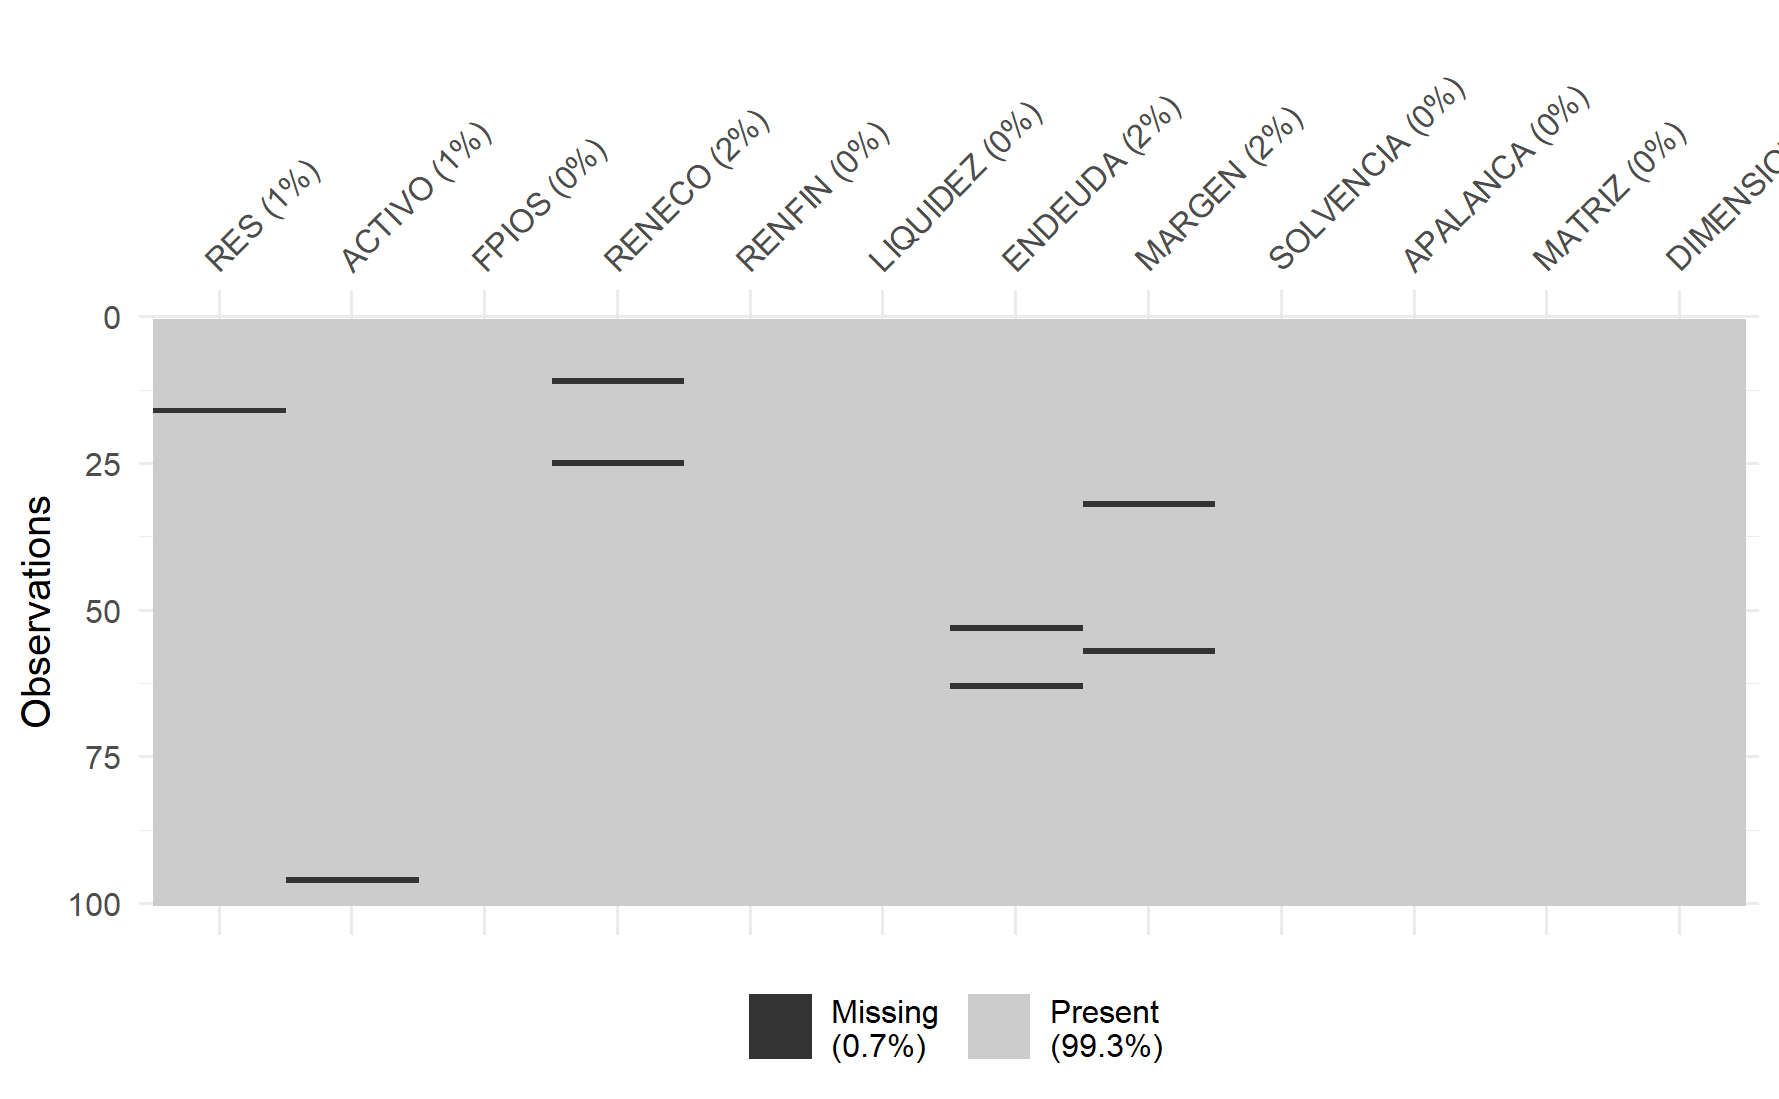 RES (1%)
ACTIVO (1%)
FPIOS (0%)
RENECO (2%)
RENFIN (0%)
LIQUIDEZ (0%)
ENDEUDA (2%)
MARGEN (2%)
SOLVENCIA (0%)
APALANCA (0%)
MATRIZ (0%)
0
25
50
75
100
Observations
Missing
(0.7%)
Present
(99.3%)